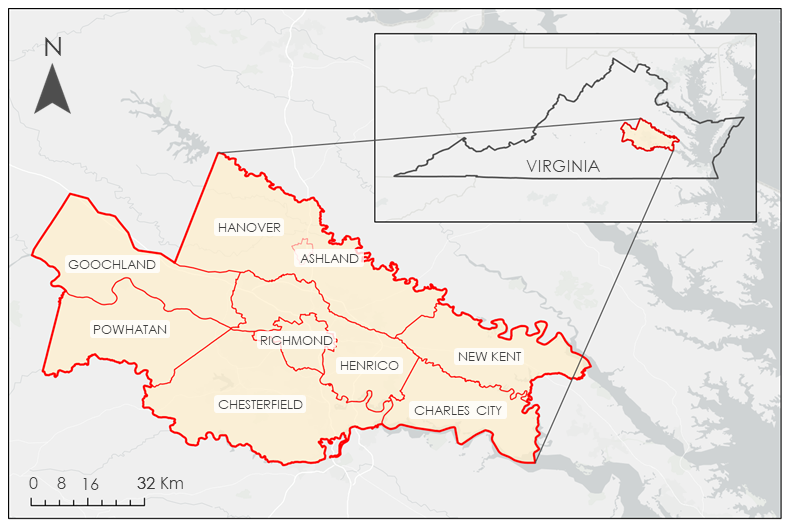 N
VIRGINIA
HANOVER
ASHLAND
GOOCHLAND
POWHATAN
RICHMOND
NEW KENT
HENRICO
CHESTERFIELD
CHARLES CITY
0 8 16 32 Km